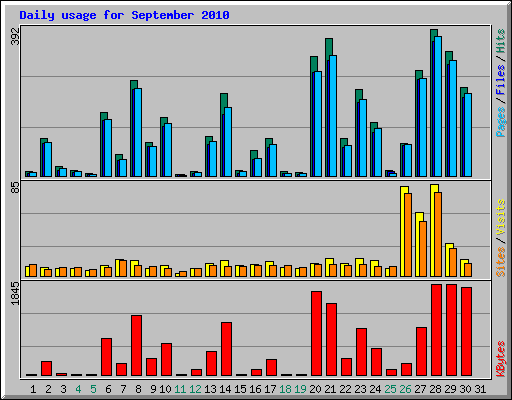 Daily usage for September 2010
392
Pages / Files / Hits
85
Sites / Visits
1845
KBytes
1 2 3 4 5 6 7 8 9 10 11 12 13 14 15 16 17 18 19 20 21 22 23 24 25 26 27 28 29 30 31